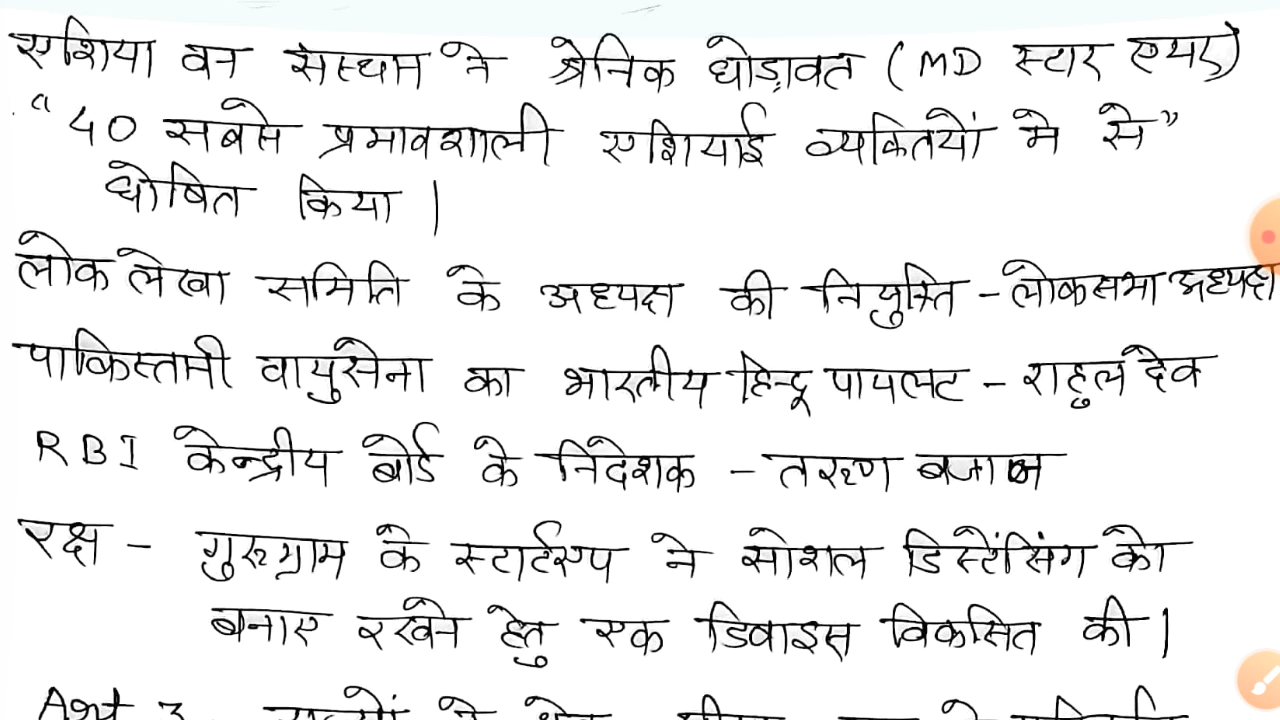 एशिया वन संस्थान ने श्रेनिक घोड़ावत ( MD स्टार एयर)
“ 40 सबसे प्रभावशाली एशियाई व्यक्तियों मे से ”
घोषित किया |
लोक लेखा समिति के अध्यक्ष की नियुक्ति - लोकसभा अध्यक्ष
पाकिस्तानी वायुसेना का भारतीय हिन्दू पायलट - राहुल देव
RBI केन्द्रीय बोर्ड के निदेशक - तरुण बजाज
रक्ष - गुरुग्राम के स्टार्टएप ने सोशल डिस्टेंसिंग को
बनाए रखने हेतु एक डिवाइस विकसित की |